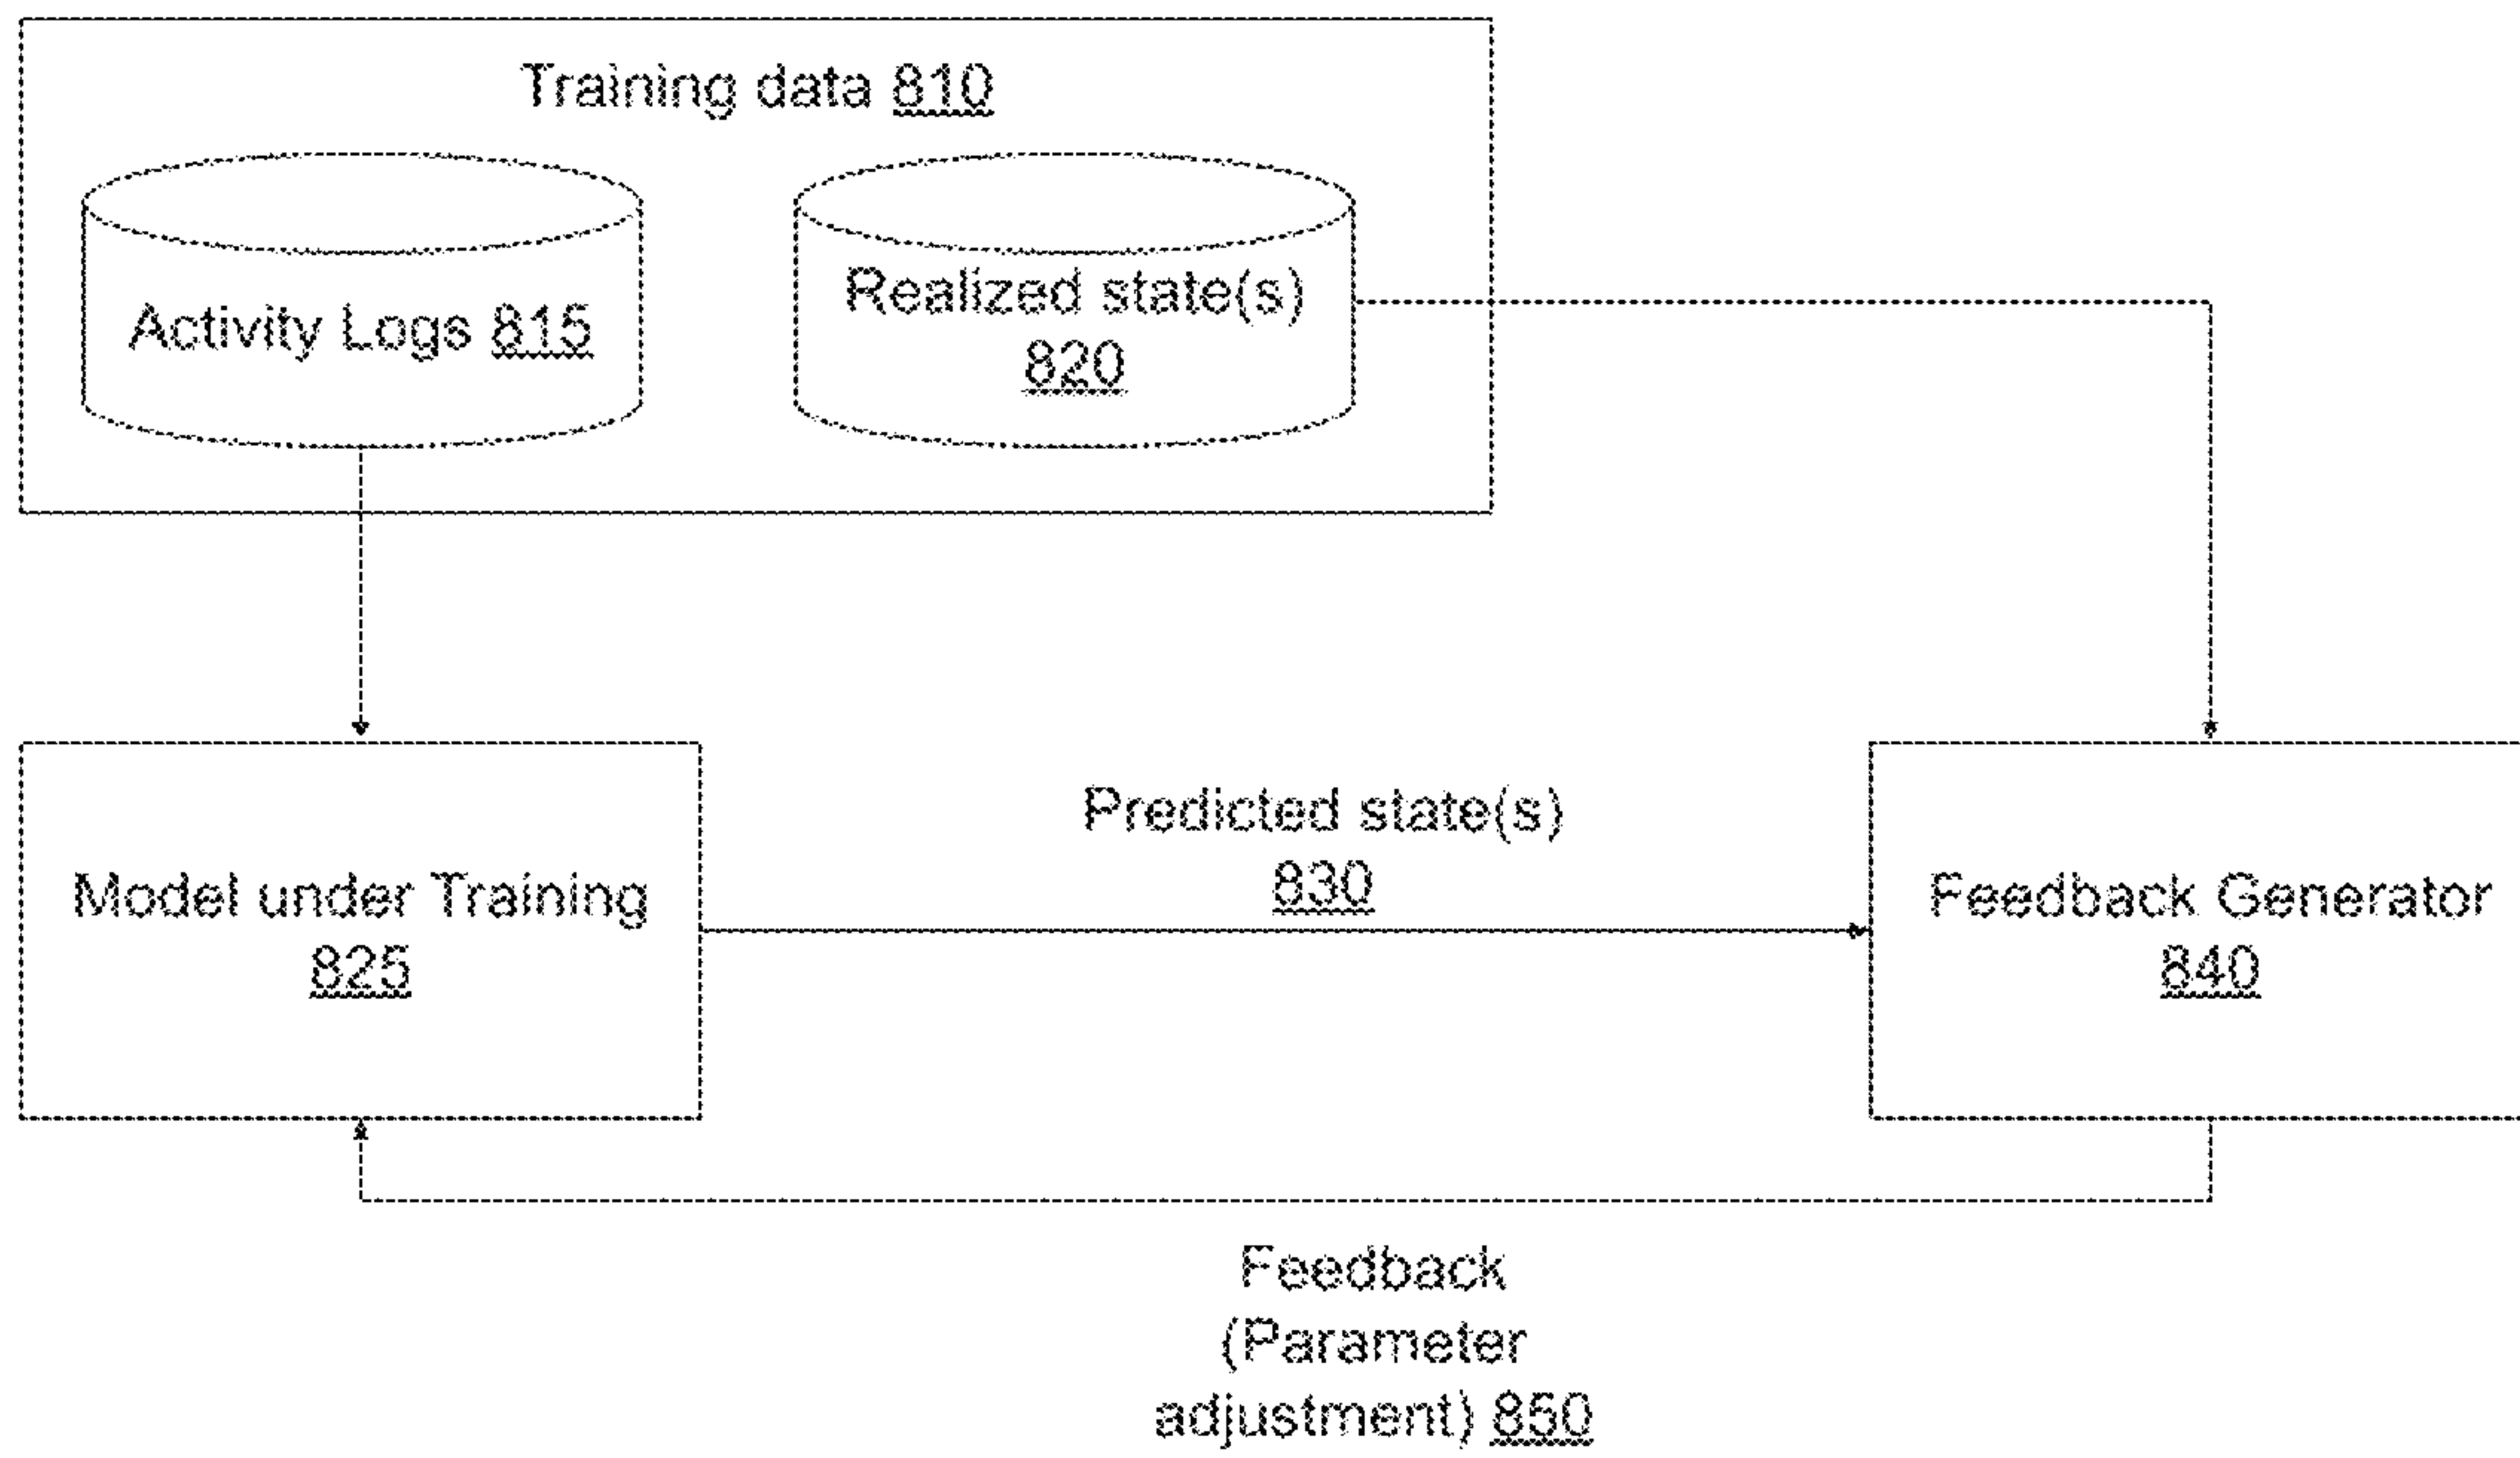 Training data 810
Activity Logs 815
Realized state(s)
820
Predicted state(s)
830
Model under Training
825
Feedback Generator
840
Feedback
(Parameter
adjustment) 850